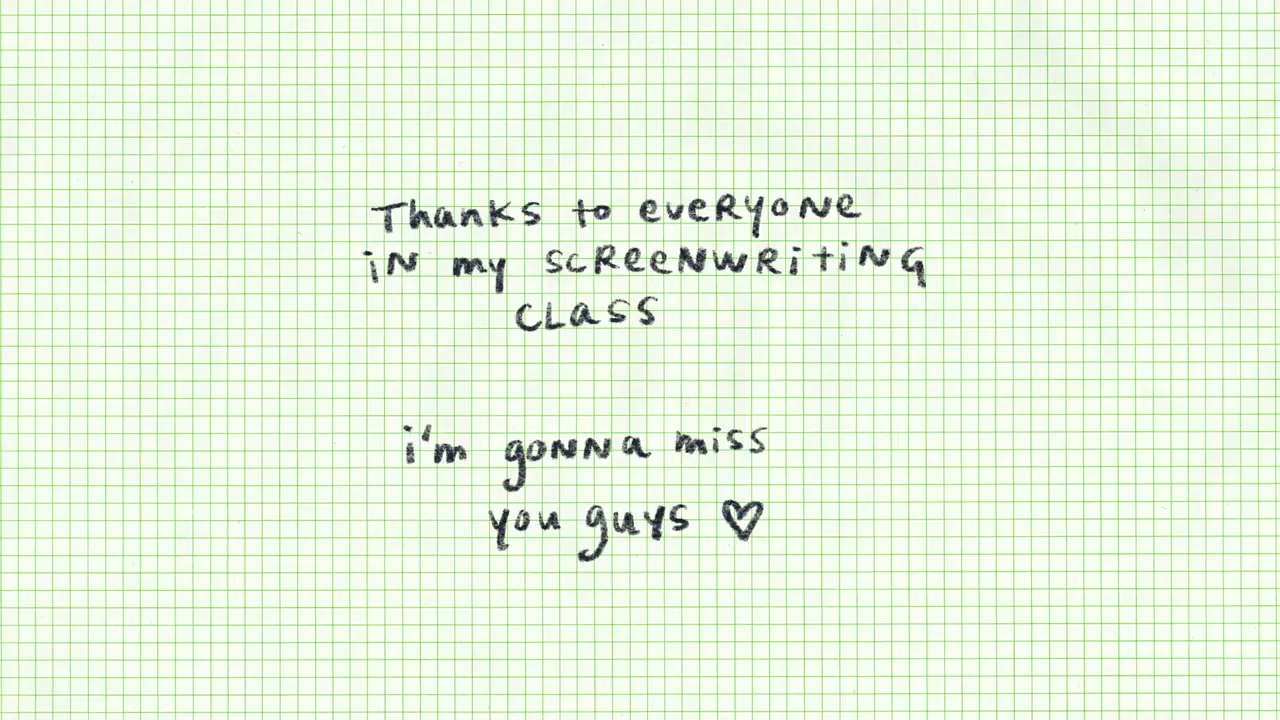 Thanks to everyone
in my screenwriting
class
i'm gonna miss
you guys ♡